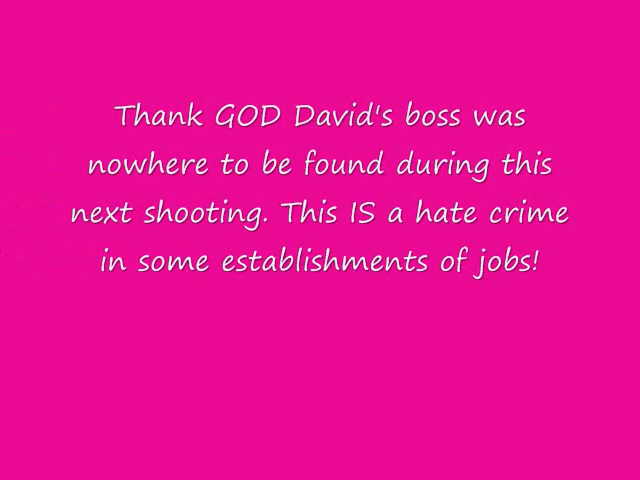 Thank GOD David's boss was
nowhere to be found during this
next shooting. This IS a hate crime
in some establishments of jobs!